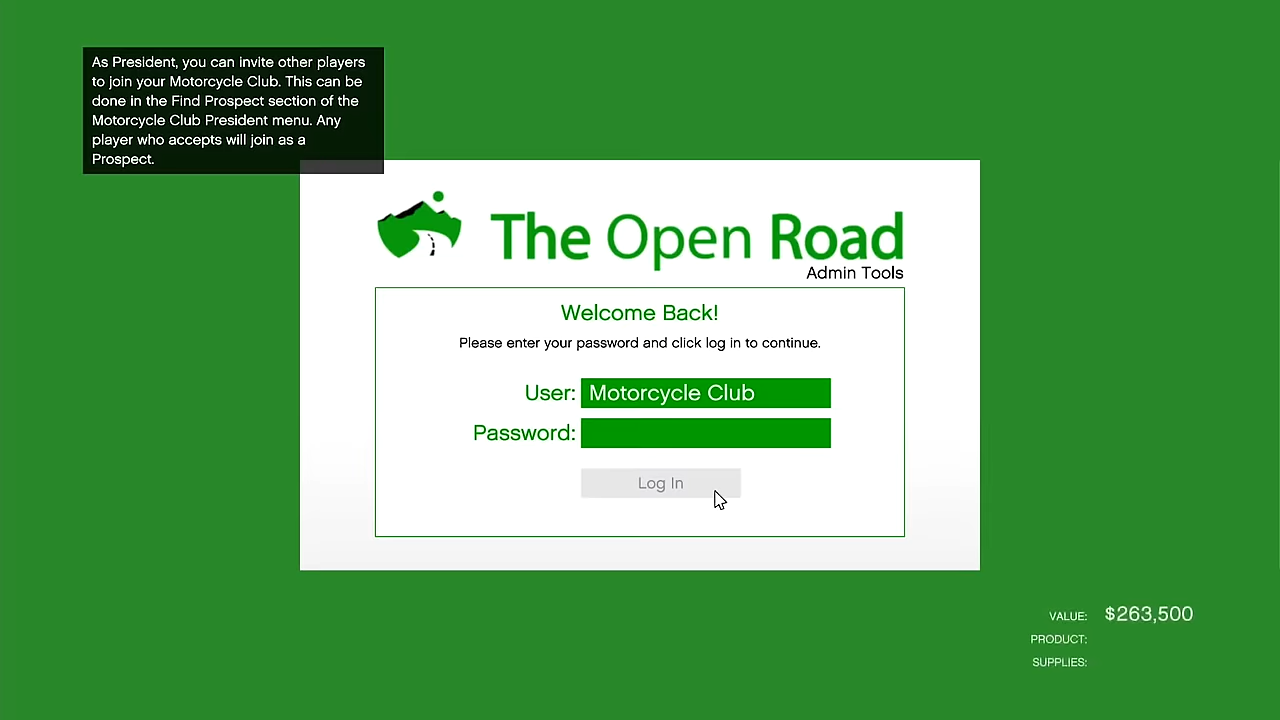 As President, you can invite other players
to join your Motorcycle Club. This can be
done in the Find Prospect section of the
Motorcycle Club President menu. Any
player who accepts will join as a
Prospect.
The Open Road
Admin Tools
Welcome Back!
Please enter your password and click log in to continue.
User: Motorcycle Club
Password:
Log In
VALUE: $263,500
PRODUCT:
SUPPLIES: